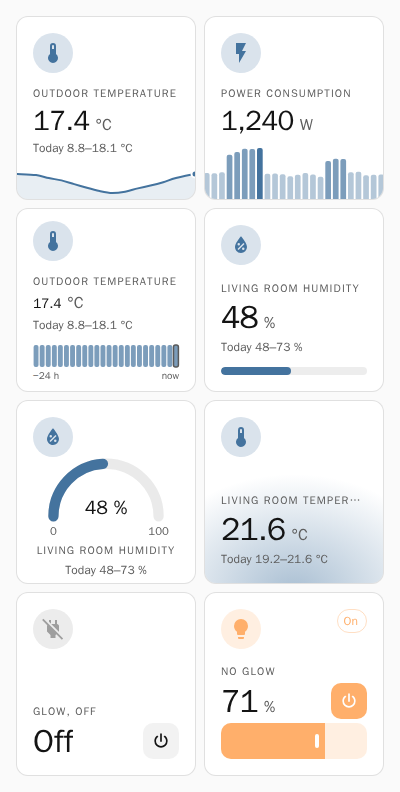 OUTDOOR TEMPERATURE
17.4 °C
Today 8.8–18.1 °C
POWER CONSUMPTION
1,240 W
OUTDOOR TEMPERATURE
17.4 °C
Today 8.8–18.1 °C
−24 h now
LIVING ROOM HUMIDITY
48 %
Today 48–73 %
48 %
0 100
LIVING ROOM HUMIDITY
Today 48–73 %
LIVING ROOM TEMPER…
21.6 °C
Today 19.2–21.6 °C
GLOW, OFF
Off
On
NO GLOW
71 %